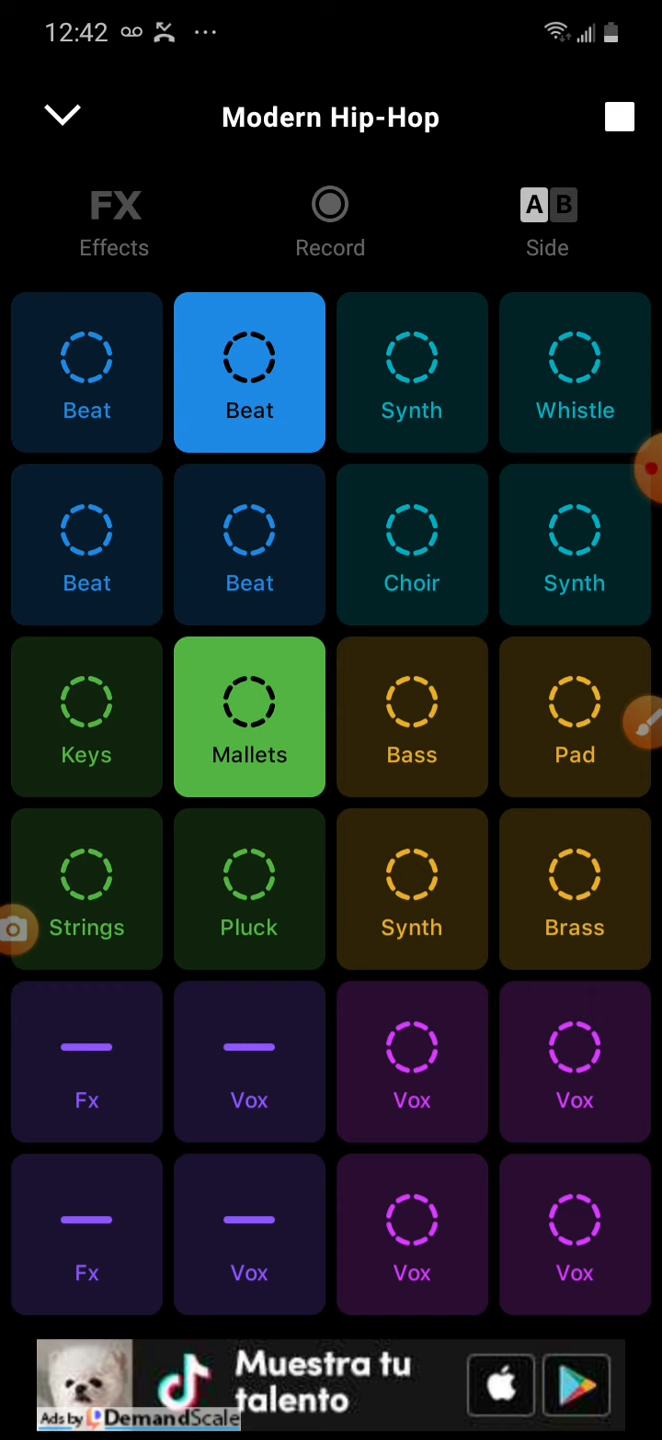 12:42
Modern Hip-Hop
FX
A B
Effects
Record
Side
Beat
Beat
Synth
Whistle
Beat
Beat
Choir
Synth
Keys
Mallets
Bass
Pad
Strings
Pluck
Synth
Brass
Fx
Vox
Vox
Vox
Fx
Vox
Vox
Vox
Muestra tu
talento
Ads by DemandScale